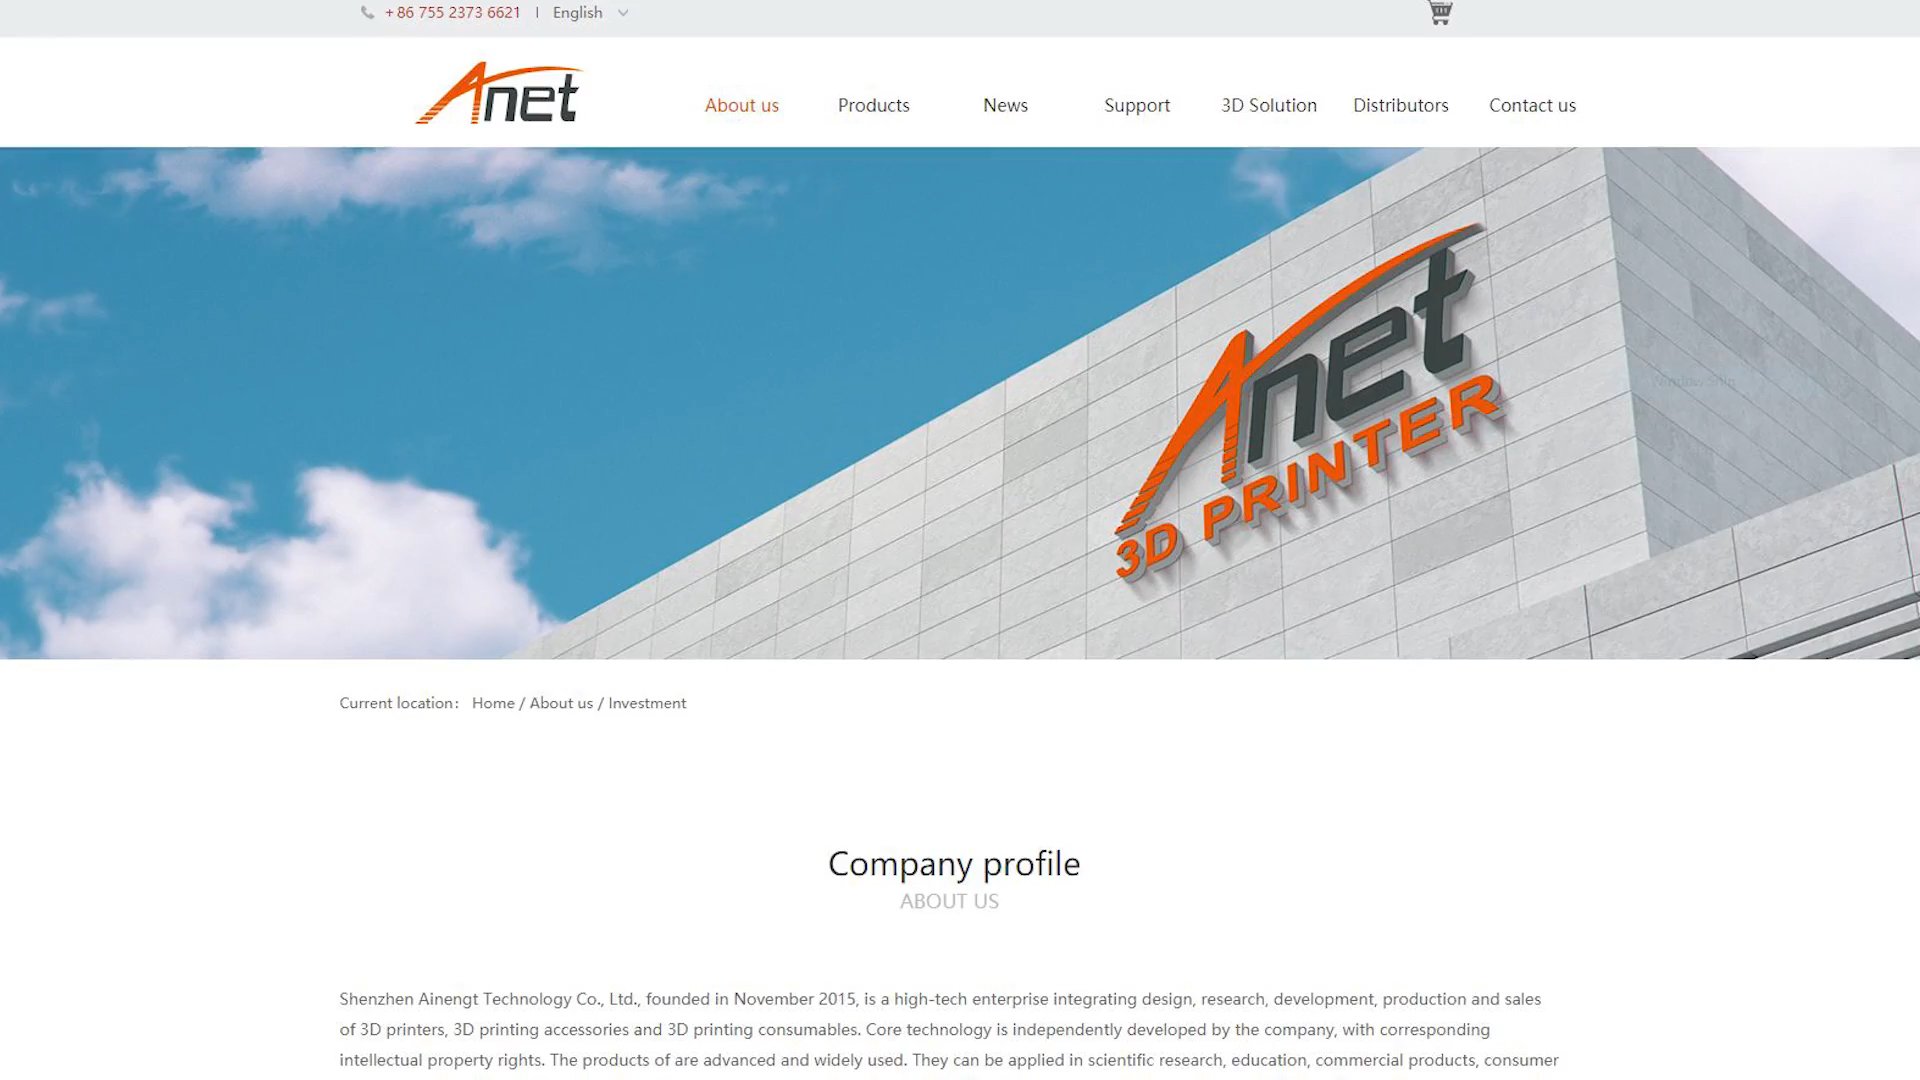 +86 755 2373 6621 | English
Anet
About us Products News Support 3D Solution Distributors Contact us
Anet
3D PRINTER
Current location: Home / About us / Investment
Company profile
ABOUT US
Shenzhen Ainengt Technology Co., Ltd., founded in November 2015, is a high-tech enterprise integrating design, research, development, production and sales
of 3D printers, 3D printing accessories and 3D printing consumables. Core technology is independently developed by the company, with corresponding
intellectual property rights. The products of are advanced and widely used. They can be applied in scientific research, education, commercial products, consumer